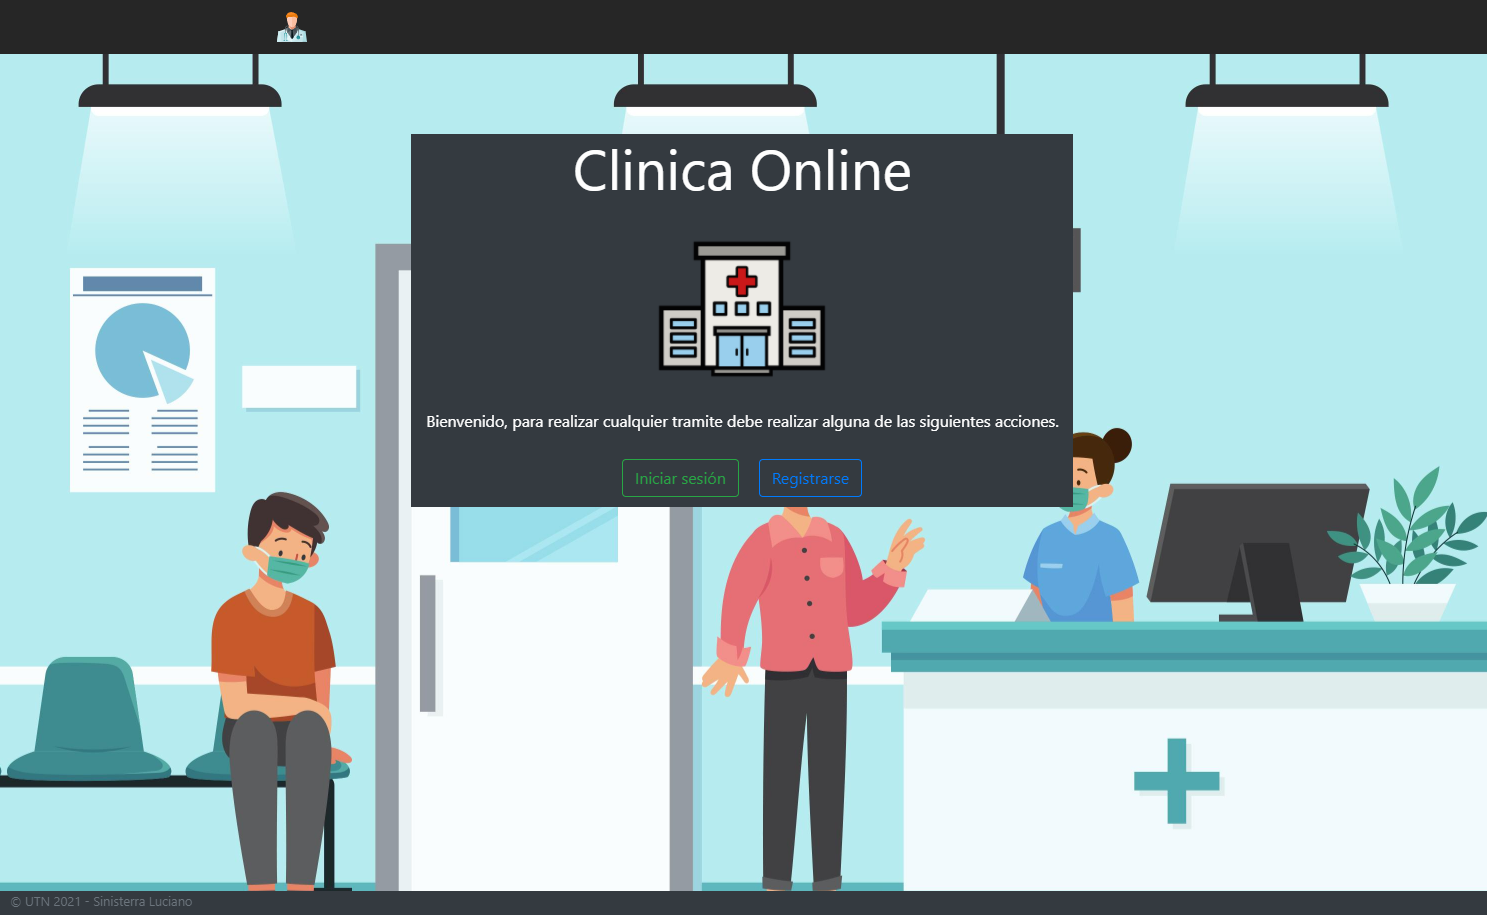 Clinica Online
Bienvenido, para realizar cualquier tramite debe realizar alguna de las siguientes acciones.
Iniciar sesión
Registrarse
© UTN 2021 - Sinisterra Luciano